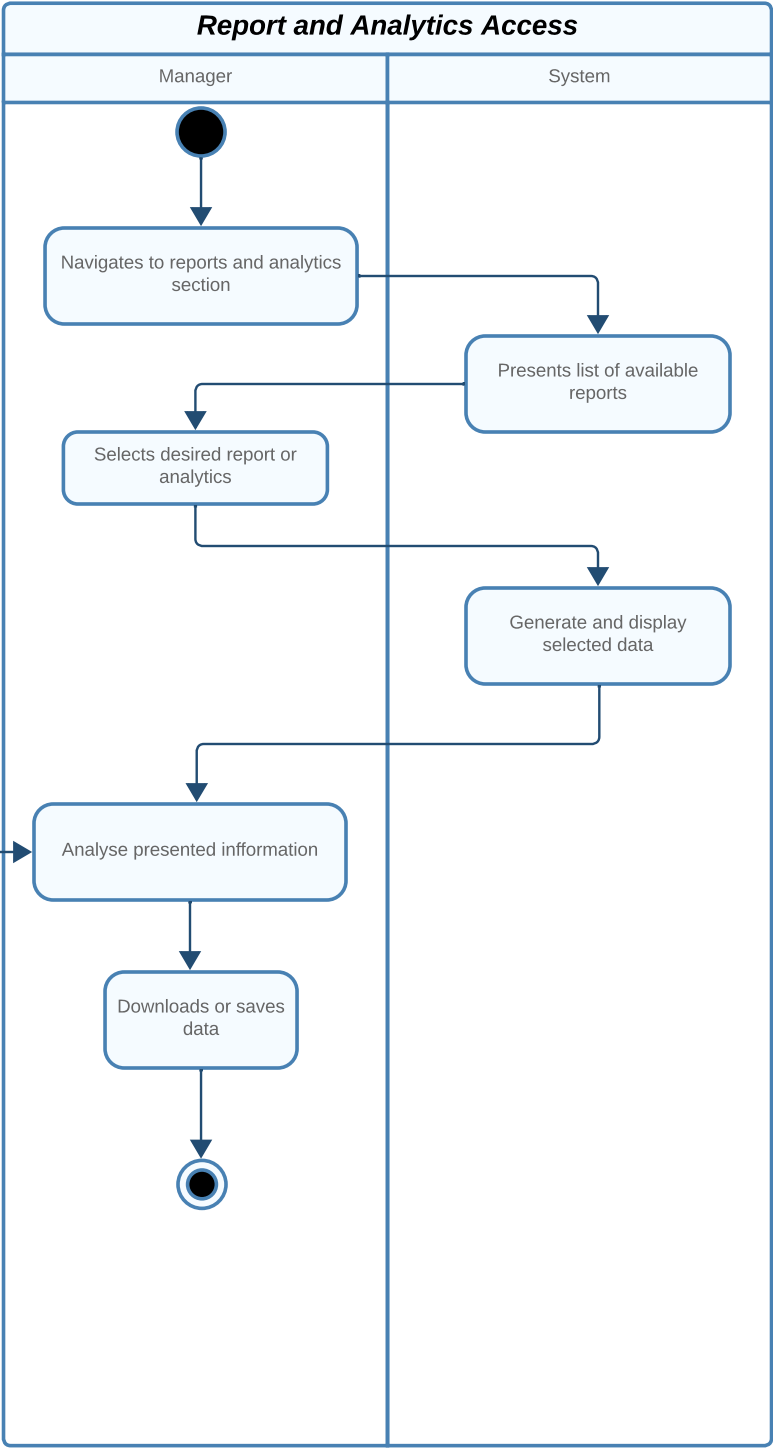 Report and Analytics Access
Manager
System
Navigates to reports and analytics
section
Presents list of available
reports
Selects desired report or
analytics
Generate and display
selected data
Analyse presented infformation
Downloads or saves
data